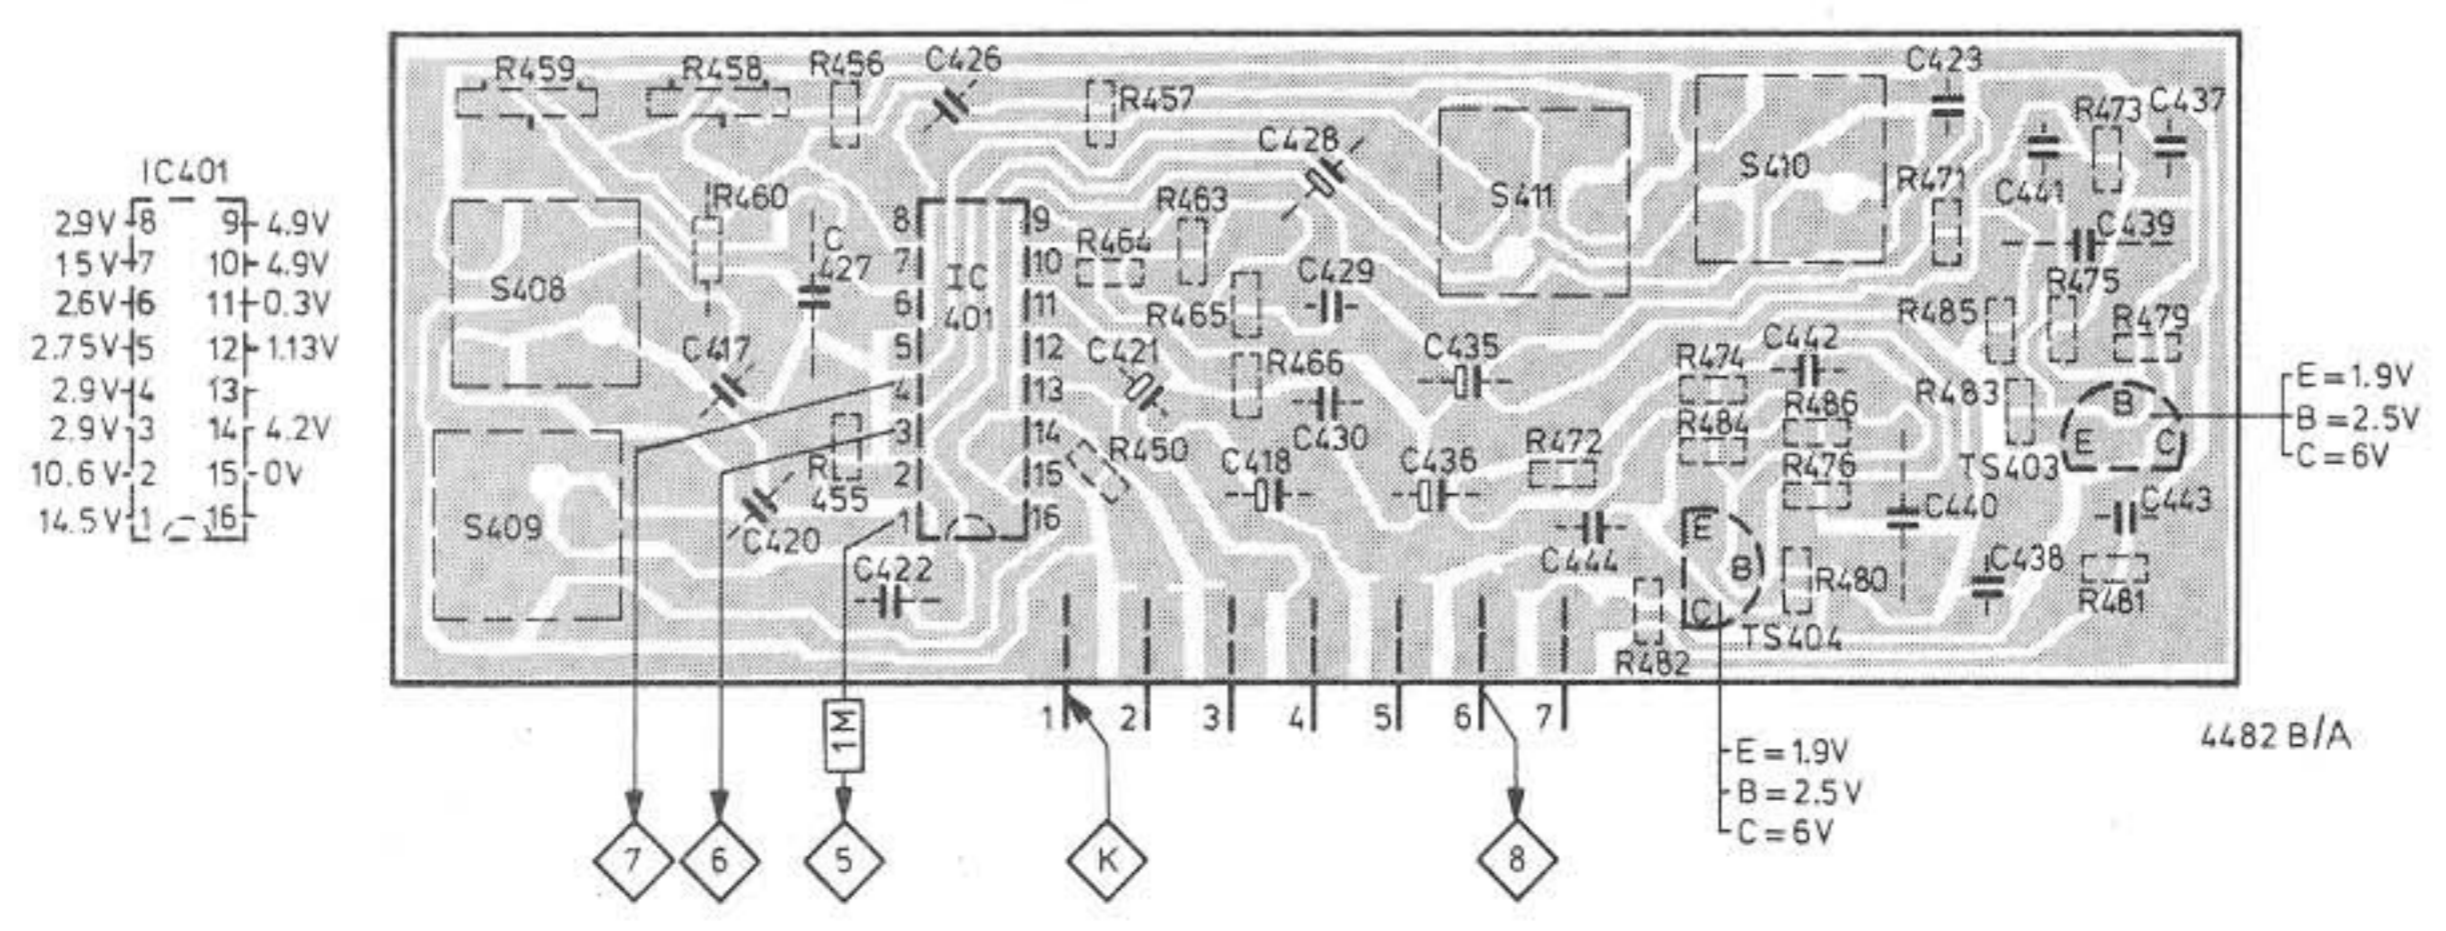 IC401
2.9V 8 9 4.9V
15V 7 10 4.9V
2.6V 6 11 0.3V
2.75V 5 12 1.13V
2.9V 4 13
2.9V 3 14 4.2V
10.6V 2 15 0V
14.5V 1 16
R459
R458
R456
C426
R457
C428
S411
S410
C423
R473
C437
R471
C441
C439
R475
R460
C
427
S408
C417
S409
R
455
C420
C422
8
7
6
5
4
3
2
1
IC
401
9
10
11
12
13
14
15
16
R463
R464
R465
C429
C421
R466
C435
C430
R450
C418
C436
R472
C444
R485
R479
R474
C442
R483
R486
R484
R476
TS403
B
E
C
C440
C443
C438
R481
E
B
C
R480
TS404
R482
E=1.9V
B=2.5V
C=6V
1 2 3 4 5 6 7
1M
4482 B/A
E=1.9V
B=2.5V
C=6V
7 6 5 K 8